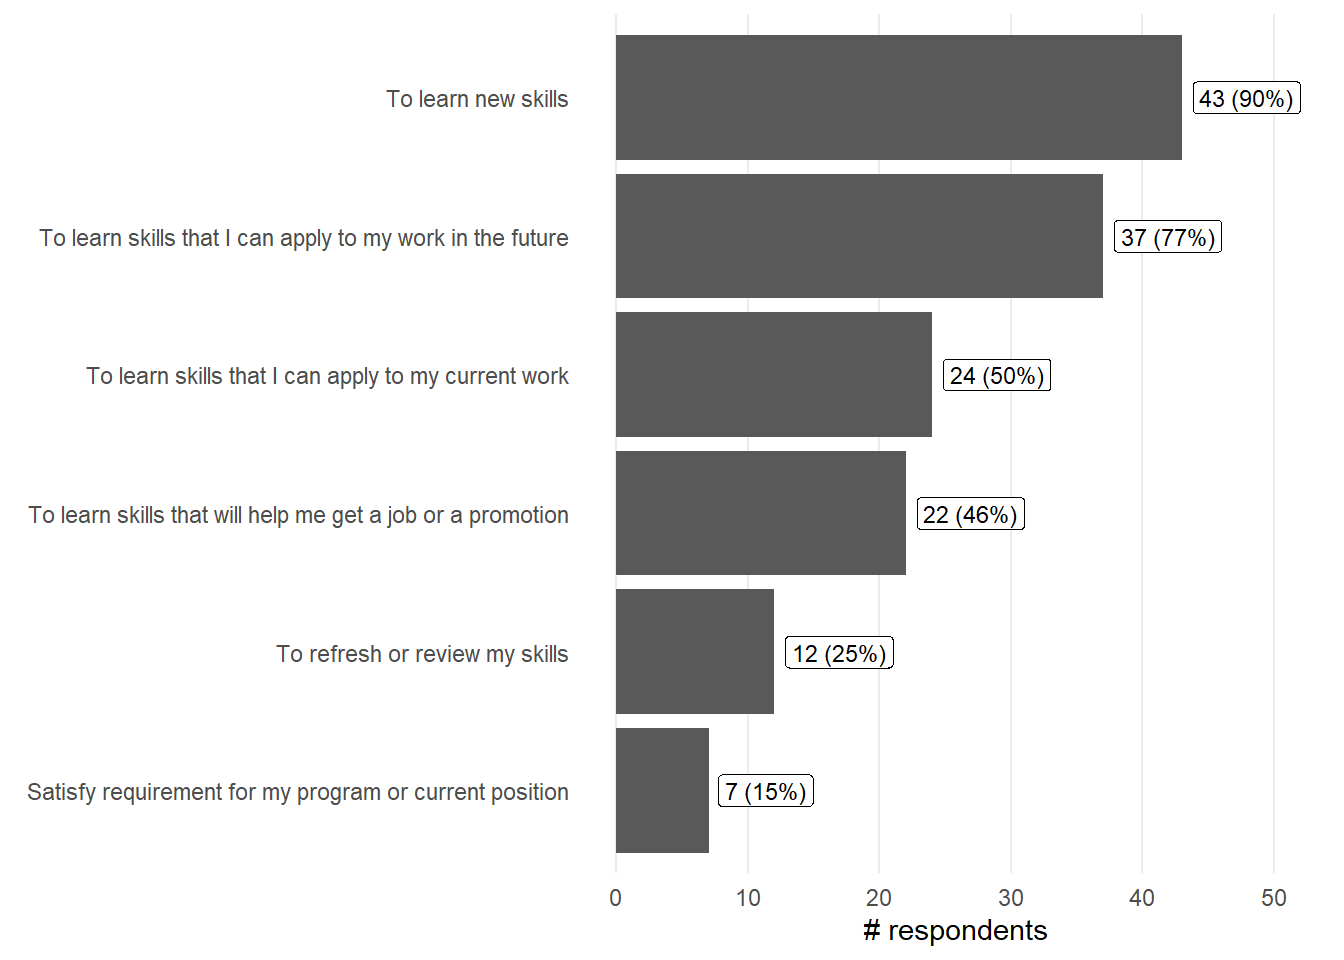 To learn new skills
43 (90%)
To learn skills that I can apply to my work in the future
37 (77%)
To learn skills that I can apply to my current work
24 (50%)
To learn skills that will help me get a job or a promotion
22 (46%)
To refresh or review my skills
12 (25%)
Satisfy requirement for my program or current position
7 (15%)
0 10 20 30 40 50
# respondents